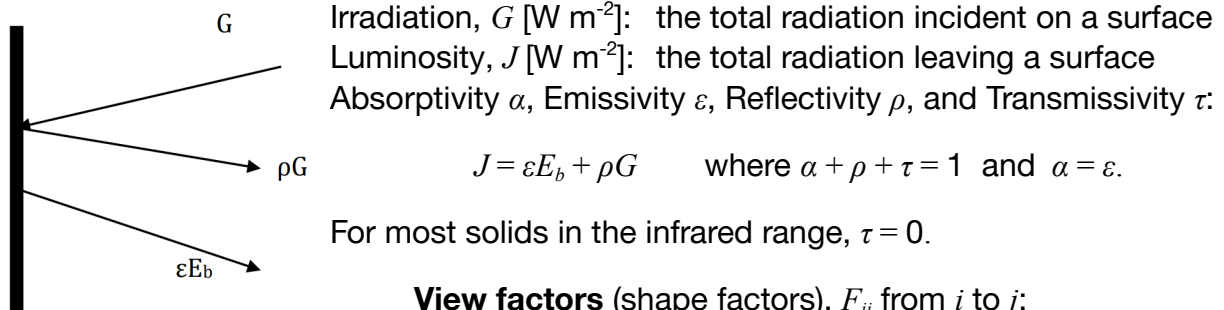 G
ρG
εEb
Irradiation, G [W m-2]: the total radiation incident on a surface
Luminosity, J [W m-2]: the total radiation leaving a surface
Absorptivity α, Emissivity ε, Reflectivity ρ, and Transmissivity τ:
J = εEb + ρG where α + ρ + τ = 1 and α = ε.
For most solids in the infrared range, τ = 0.
View factors (shape factors), Fij from i to j: